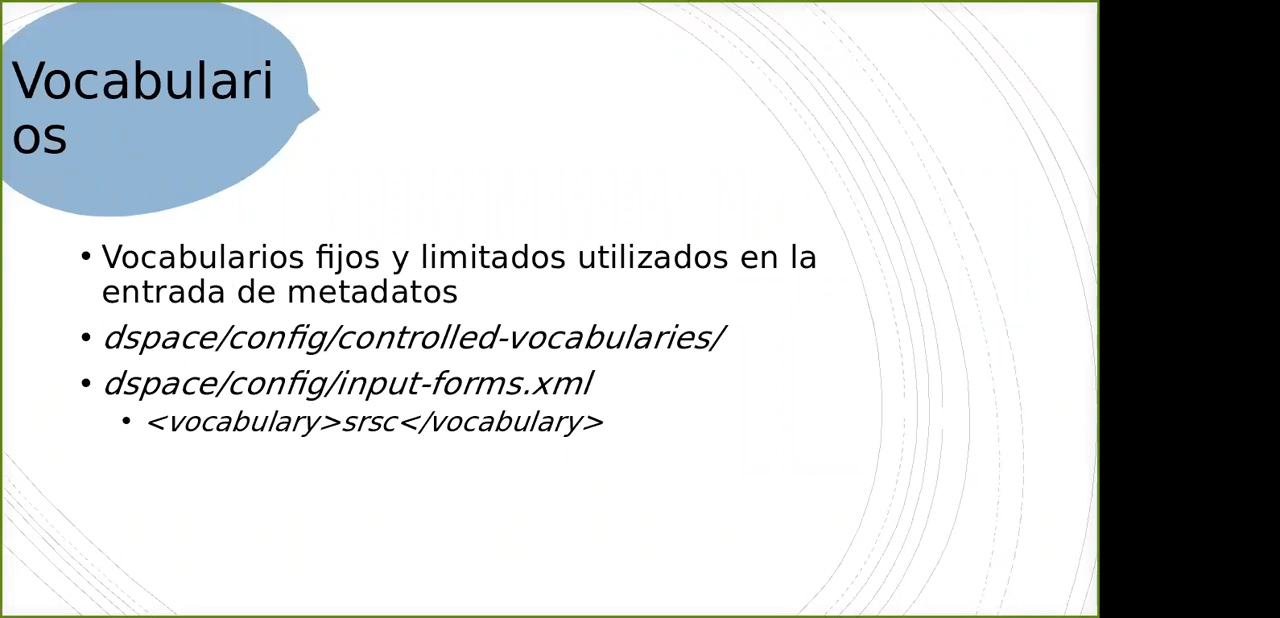 Vocabulari
os
• Vocabularios fijos y limitados utilizados en la
entrada de metadatos
• dspace/config/controlled-vocabularies/
• dspace/config/input-forms.xml
• <vocabulary>srsc</vocabulary>